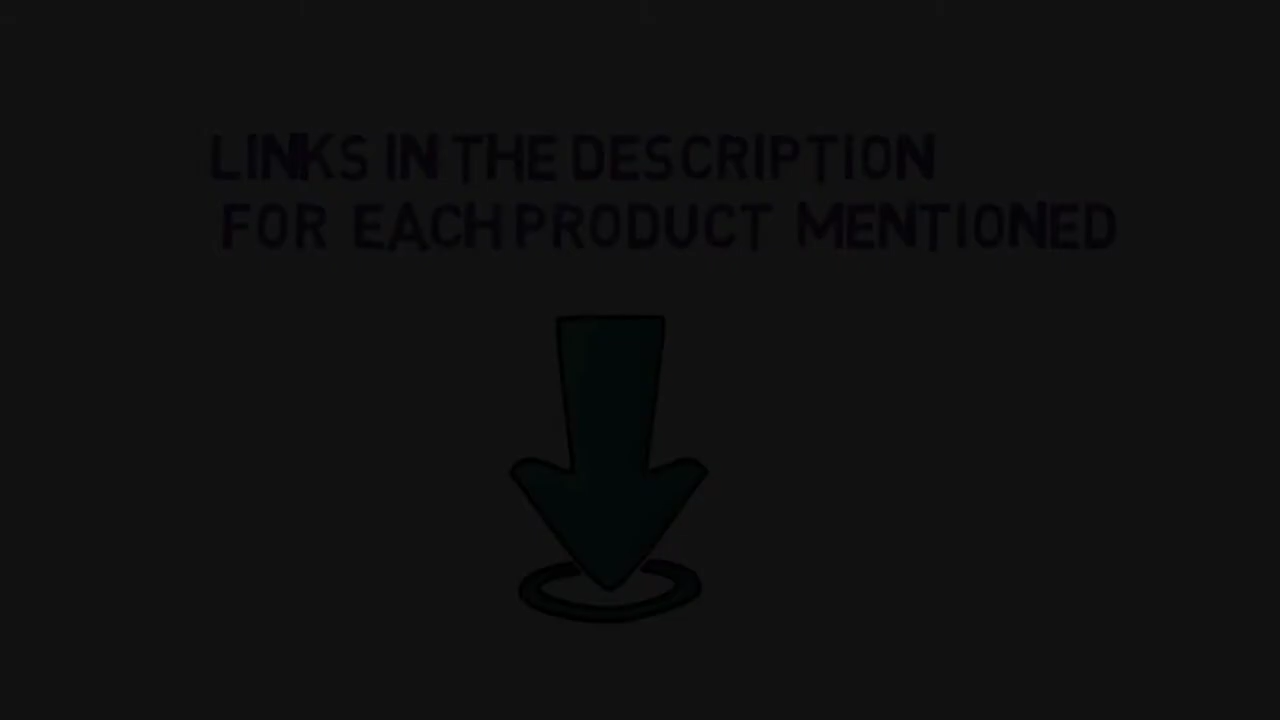 LINKS IN THE DESCRIPTION
FOR EACH PRODUCT MENTIONED